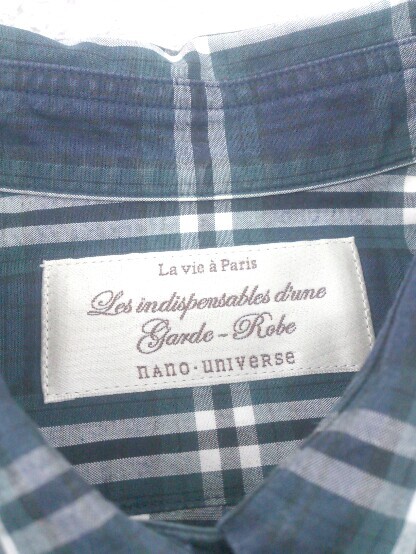 La vie à Paris
Les indispensables d'une
Garde-Robe
nano·universe